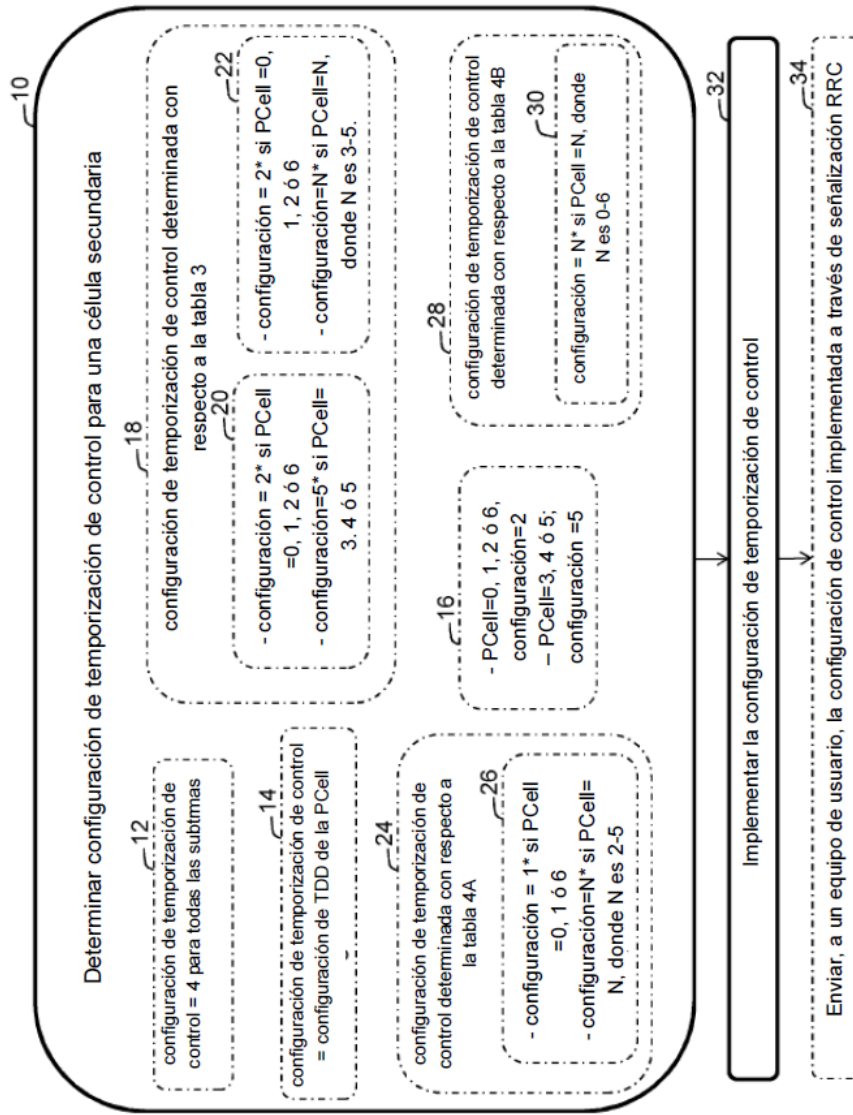 10
Determinar configuración de temporización de control para una célula secundaria
12
configuración de temporización de
control = 4 para todas las subtrmas
14
configuración de temporización de control
= configuración de TDD de la PCell
18
configuración de temporización de control determinada con
respecto a la tabla 3
20
- configuración = 2* si PCell
=0, 1, 2 ó 6
- configuración=5* si PCell=
3. 4 ó 5
22
- configuración = 2* si PCell =0,
1, 2 ó 6
- configuración=N* si PCell=N,
donde N es 3-5.
24
configuración de temporización de
control determinada con respecto a
la tabla 4A
26
- configuración = 1* si PCell
=0, 1 ó 6
- configuración=N* si PCell=
N, donde N es 2-5
16
- PCell=0, 1, 2 ó 6,
configuración=2
– PCell=3, 4 ó 5;
configuración =5
28
configuración de temporización de control
determinada con respecto a la tabla 4B
30
configuración = N* si PCell =N, donde
N es 0-6
32
Implementar la configuración de temporización de control
34
Enviar, a un equipo de usuario, la configuración de control implementada a través de señalización RRC